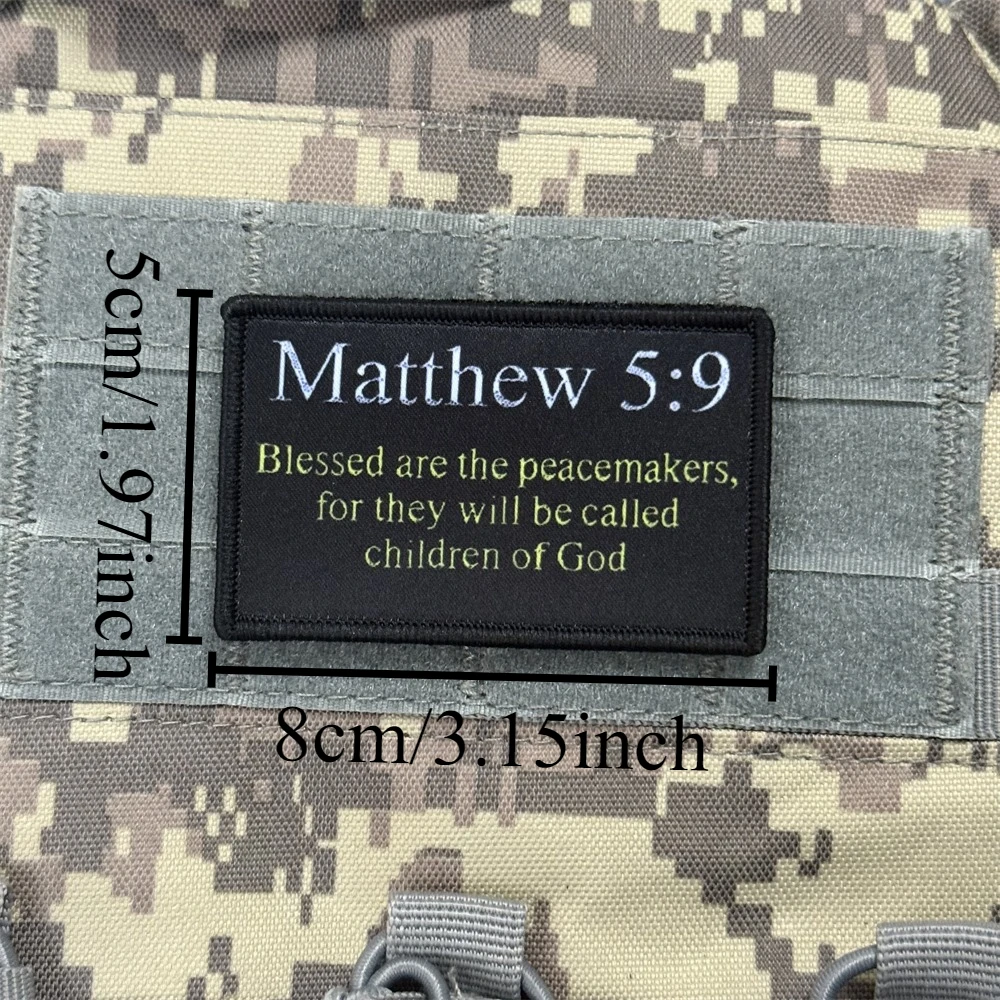 Matthew 5:9
Blessed are the peacemakers,
for they will be called
children of God
5cm/1.97inch
8cm/3.15inch